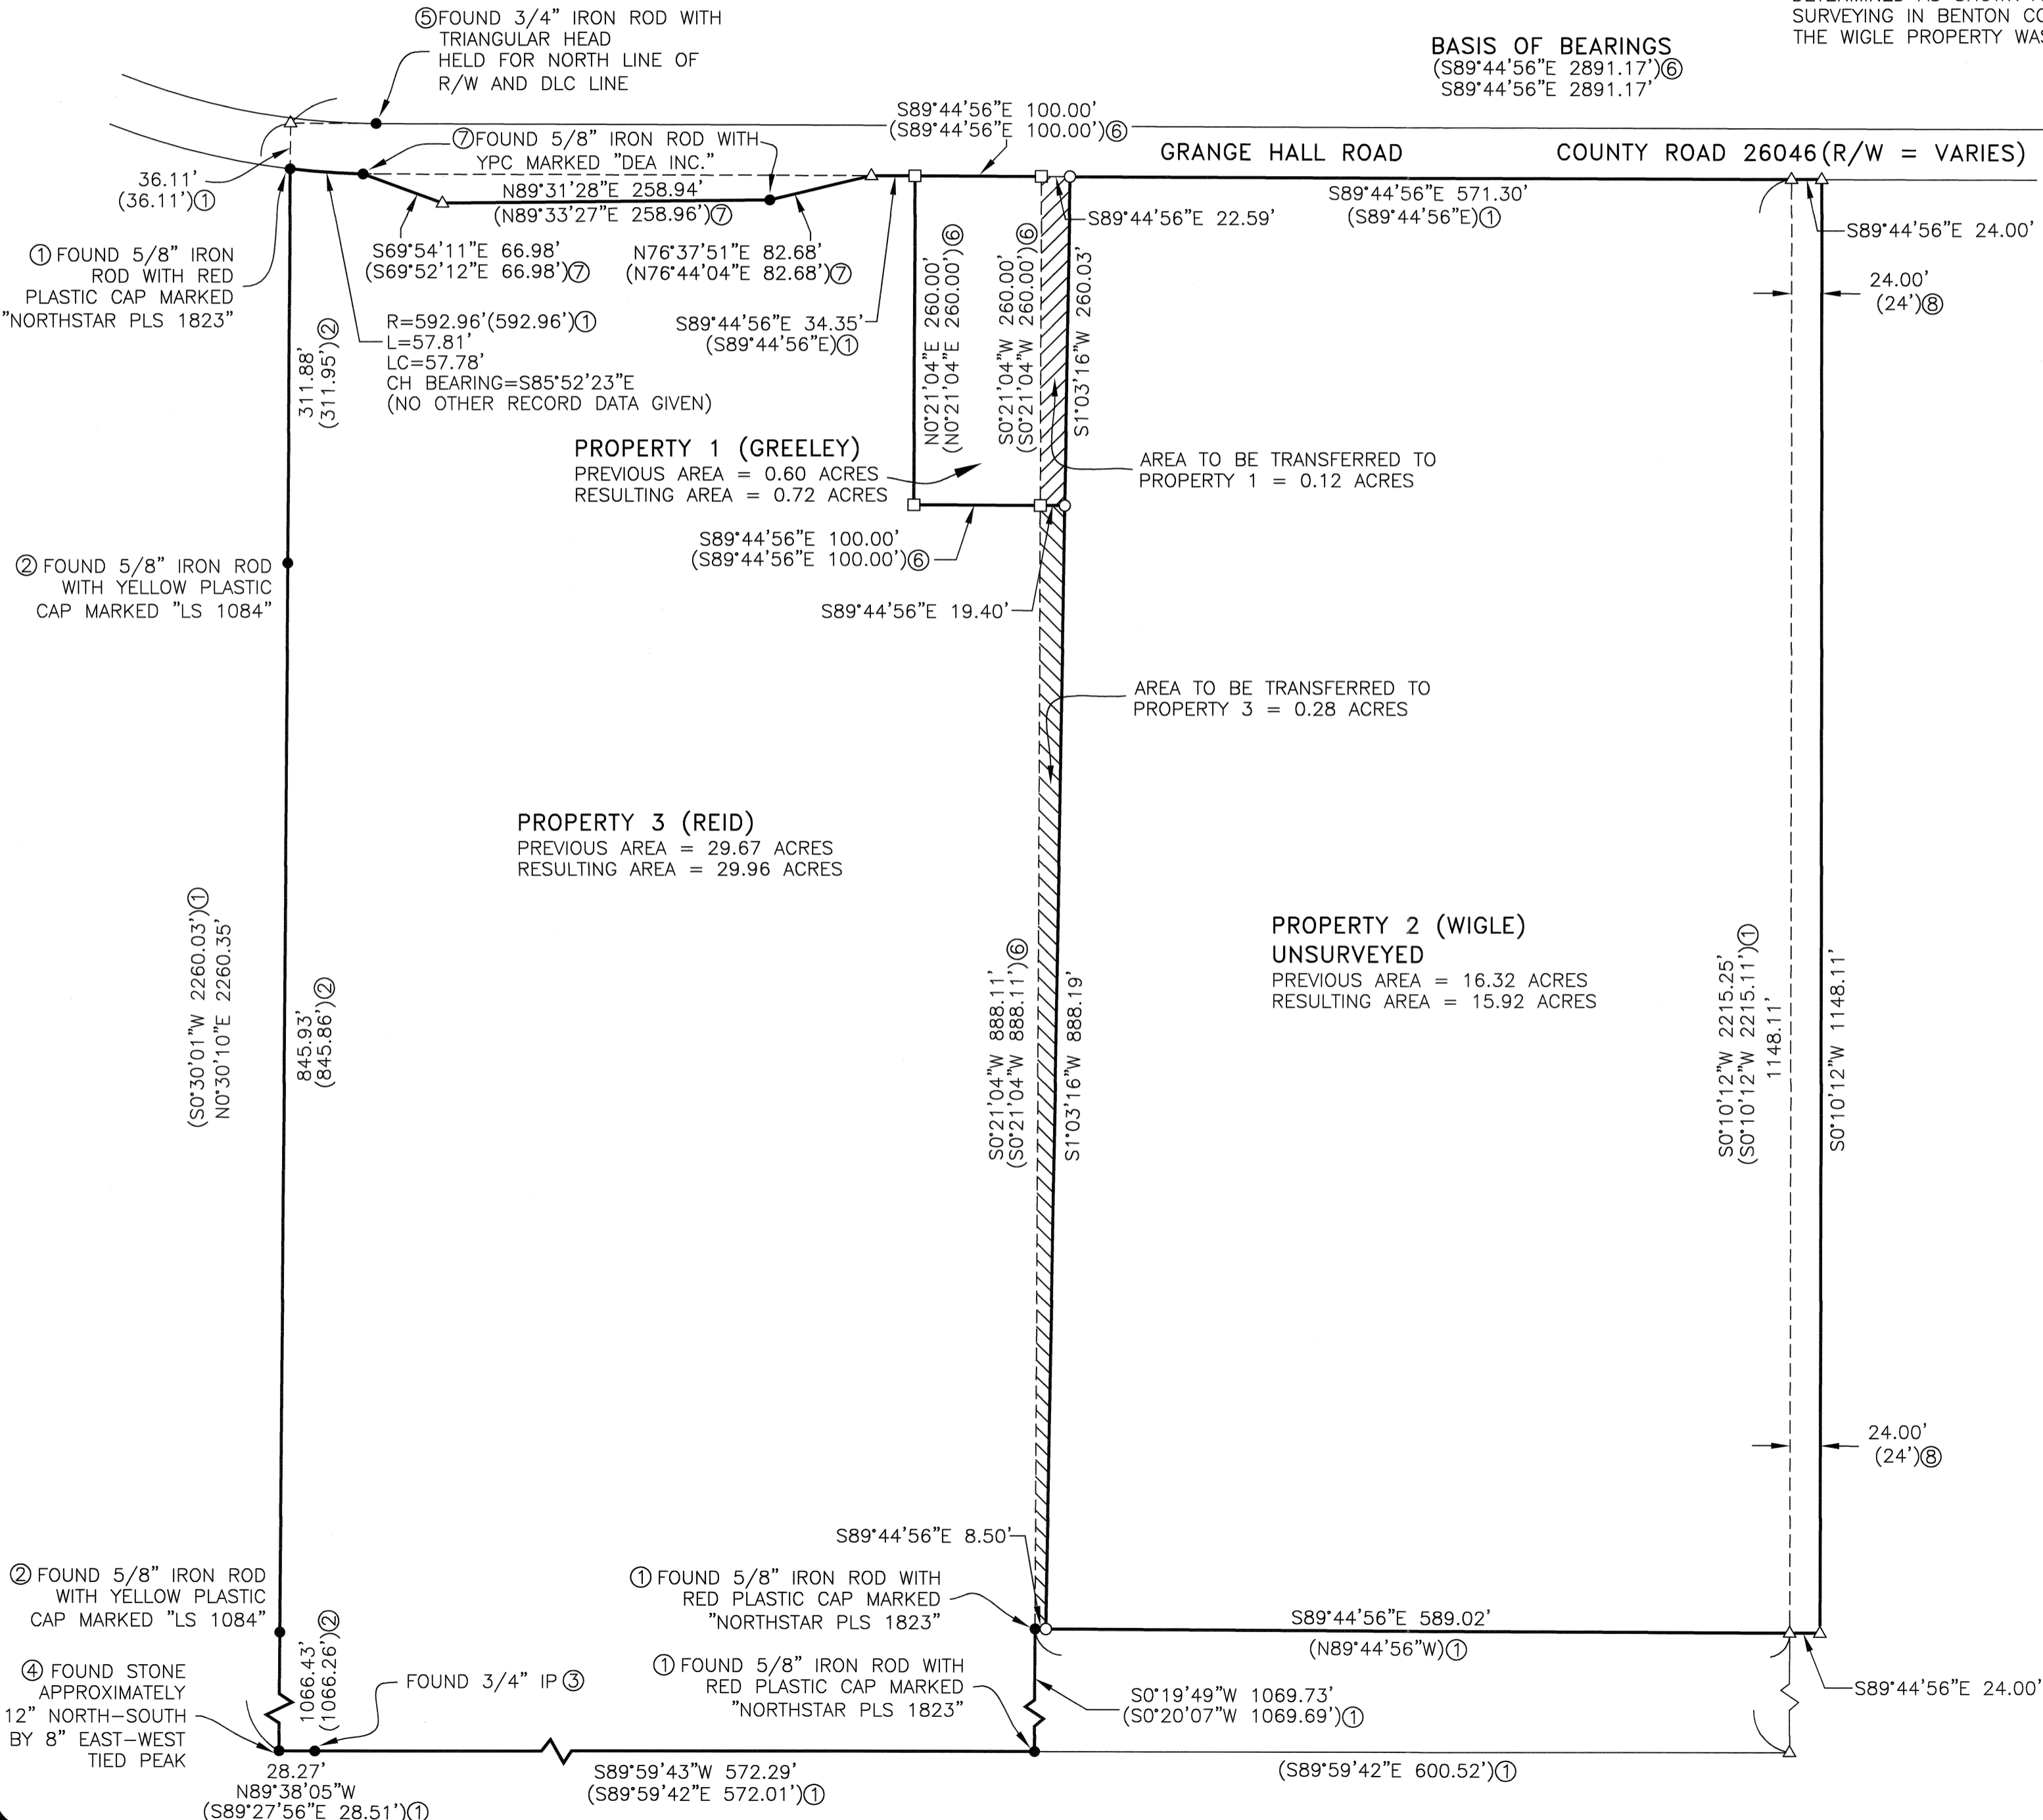 ⑤FOUND 3/4" IRON ROD WITH
TRIANGULAR HEAD
HELD FOR NORTH LINE OF
R/W AND DLC LINE
BASIS OF BEARINGS
(S89°44'56"E 2891.17')⑥
S89°44'56"E 2891.17'
SURVEYING IN BENTON
THE WIGLE PROPERTY WAS
S89°44'56"E 100.00'
(S89°44'56"E 100.00')⑥
⑦FOUND 5/8" IRON ROD WITH
YPC MARKED "DEA INC."
GRANGE HALL ROAD
COUNTY ROAD 26046(R/W = VARIES)
36.11'
(36.11')①
N89°31'28"E 258.94'
(N89°33'27"E 258.96')⑦
S89°44'56"E 22.59'
S89°44'56"E 571.30'
(S89°44'56"E)①
S89°44'56"E 24.00'
① FOUND 5/8" IRON
ROD WITH RED
PLASTIC CAP MARKED
"NORTHSTAR PLS 1823"
S69°54'11"E 66.98'
(S69°52'12"E 66.98')⑦
N76°37'51"E 82.68'
(N76°44'04"E 82.68')⑦
24.00'
(24')⑧
R=592.96'(592.96')①
L=57.81'
LC=57.78'
CH BEARING=S85°52'23"E
(NO OTHER RECORD DATA GIVEN)
S89°44'56"E 34.35'
(S89°44'56"E)①
311.88'
(311.95')②
N0°21'04"E 260.00'
(N0°21'04"E 260.00')⑥
S0°21'04"W 260.00'
(S0°21'04"W 260.00')⑥
S1°03'16"W 260.03'
PROPERTY 1 (GREELEY)
PREVIOUS AREA = 0.60 ACRES
RESULTING AREA = 0.72 ACRES
AREA TO BE TRANSFERRED TO
PROPERTY 1 = 0.12 ACRES
S89°44'56"E 100.00'
(S89°44'56"E 100.00')⑥
② FOUND 5/8" IRON ROD
WITH YELLOW PLASTIC
CAP MARKED "LS 1084"
S89°44'56"E 19.40'
AREA TO BE TRANSFERRED TO
PROPERTY 3 = 0.28 ACRES
PROPERTY 3 (REID)
PREVIOUS AREA = 29.67 ACRES
RESULTING AREA = 29.96 ACRES
PROPERTY 2 (WIGLE)
UNSURVEYED
PREVIOUS AREA = 16.32 ACRES
RESULTING AREA = 15.92 ACRES
(S0°30'01"W 2260.03')①
N0°30'10"E 2260.35'
845.93'
(845.86')②
S0°21'04"W 888.11'
(S0°21'04"W 888.11')⑥
S1°03'16"W 888.19'
S0°10'12"W 2215.25'
(S0°10'12"W 2215.11')①
1148.11'
S0°10'12"W 1148.11'
24.00'
(24')⑧
S89°44'56"E 8.50'
② FOUND 5/8" IRON ROD
WITH YELLOW PLASTIC
CAP MARKED "LS 1084"
① FOUND 5/8" IRON ROD WITH
RED PLASTIC CAP MARKED
"NORTHSTAR PLS 1823"
S89°44'56"E 589.02'
(N89°44'56"W)①
1066.43'
(1066.26')②
④ FOUND STONE
APPROXIMATELY
12" NORTH-SOUTH
BY 8" EAST-WEST
TIED PEAK
FOUND 3/4" IP③
① FOUND 5/8" IRON ROD WITH
RED PLASTIC CAP MARKED
"NORTHSTAR PLS 1823"
S0°19'49"W 1069.73'
(S0°20'07"W 1069.69')①
S89°44'56"E 24.00'
28.27'
N89°38'05"W
(S89°27'56"E 28.51')①
S89°59'43"W 572.29'
(S89°59'42"E 572.01')①
(S89°59'42"E 600.52')①